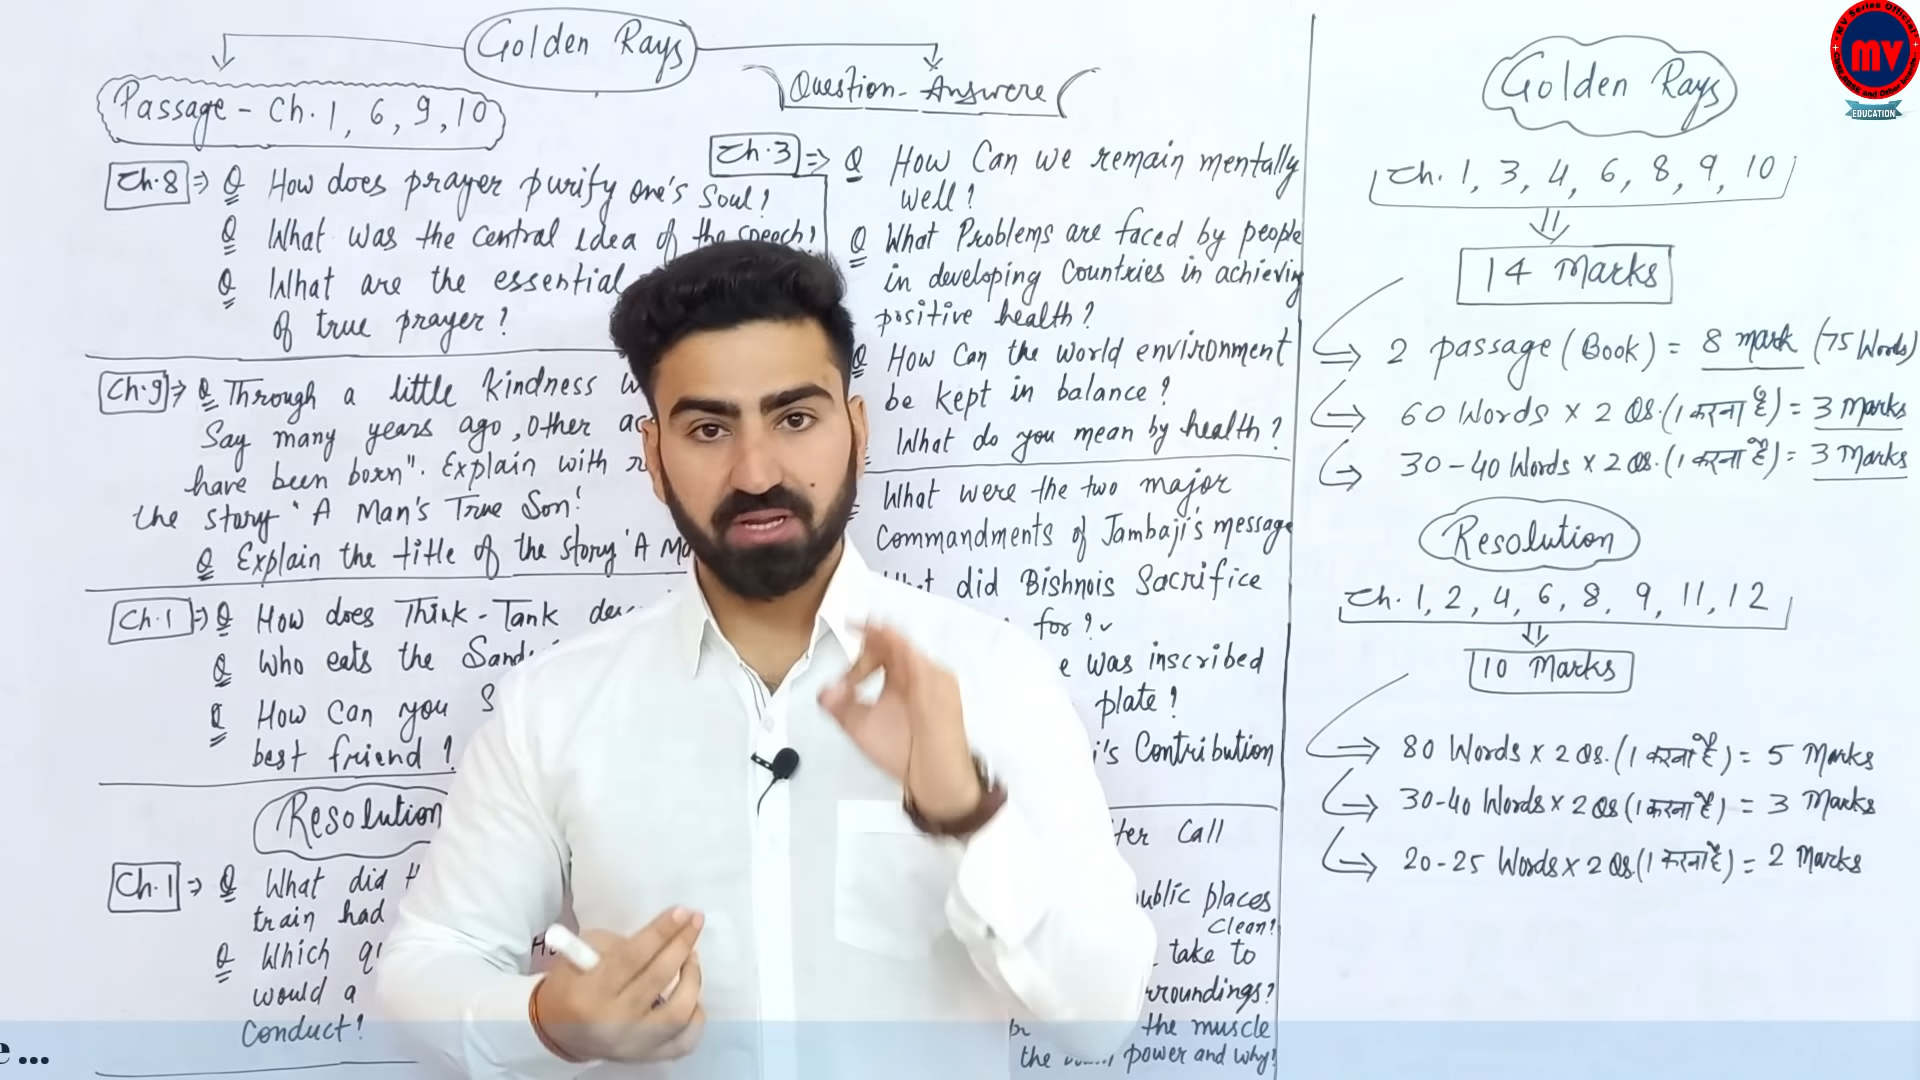 Golden Rays
Passage - Ch. 1, 6, 9, 10
Question - Answere
Ch. 8 ⇒ Q How does prayer purify one's Soul?
Q What was the central idea of the speech?
Q What are the essential
of true prayer?
Ch. 9 ⇒ Q Through a little kindness
Say many years ago, other
have been born". Explain with
the story 'A Man's True Son!
Q Explain the title of the story 'A
Ch. 1 ⇒ Q How does Think-Tank
Q Who eats the
Q How Can you
best friend?
Resolution
Ch. 1 ⇒ Q What did
train had
Q Which
would a
Conduct?
Ch. 3 ⇒ Q How Can we remain mentally
well?
Q What Problems are faced by people
in developing Countries in achieving
positive health?
Q How Can the world environment
be kept in balance?
What do you mean by health?
What were the two major
Commandments of Jambaji's message
did Bishnois Sacrifice
for?
was inscribed
plate?
Contribution
Call
places
Clean?
take to
the muscle
the power and why?
Golden Rays
Ch. 1, 3, 4, 6, 8, 9, 10
14 Marks
2 passage (Book) = 8 mark (75 Words)
60 Words × 2 Qs. (1 करना है) = 3 Marks
30-40 Words × 2 Qs. (1 करना है) = 3 Marks
Resolution
Ch. 1, 2, 4, 6, 8, 9, 11, 12
10 Marks
80 Words × 2 Qs. (1 करना है) = 5 Marks
30-40 Words × 2 Qs (1 करना है) = 3 Marks
20-25 Words × 2 Qs. (1 करना है) = 2 Marks
MV Series Official
MV
EDUCATION